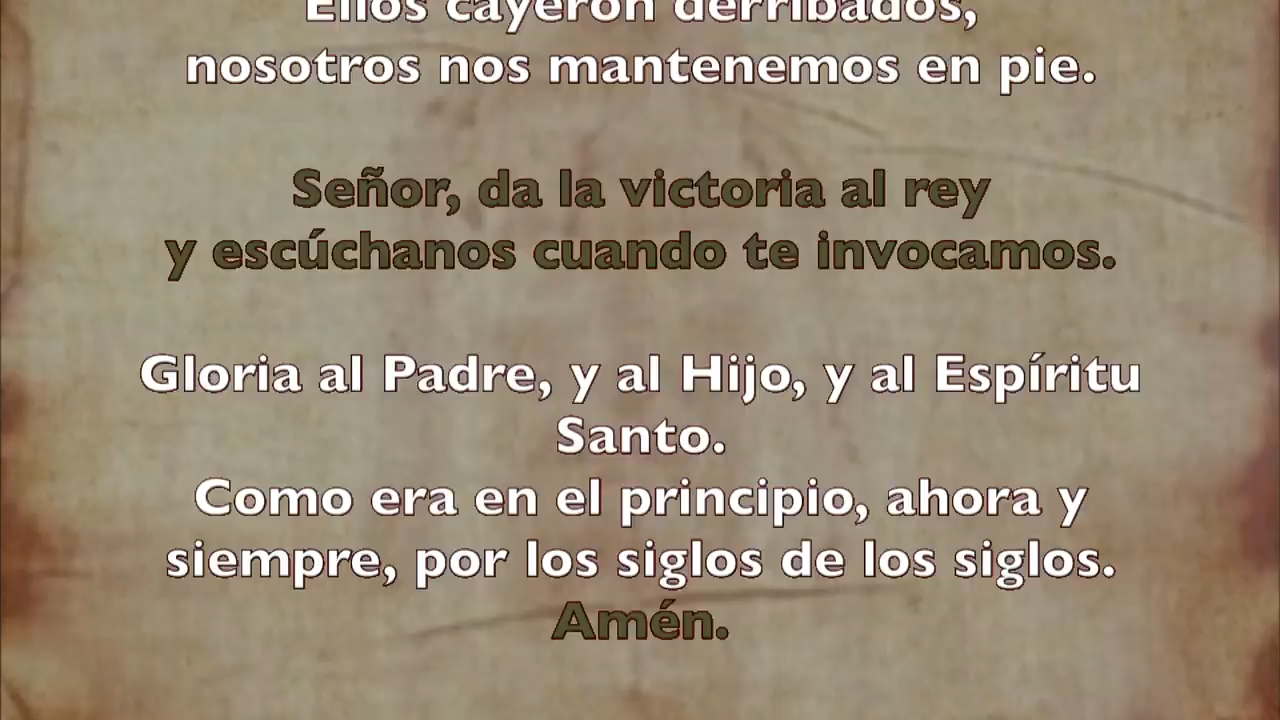 Ellos cayeron derribados,
nosotros nos mantenemos en pie.
Señor, da la victoria al rey
y escúchanos cuando te invocamos.
Gloria al Padre, y al Hijo, y al Espíritu
Santo.
Como era en el principio, ahora y
siempre, por los siglos de los siglos.
Amén.